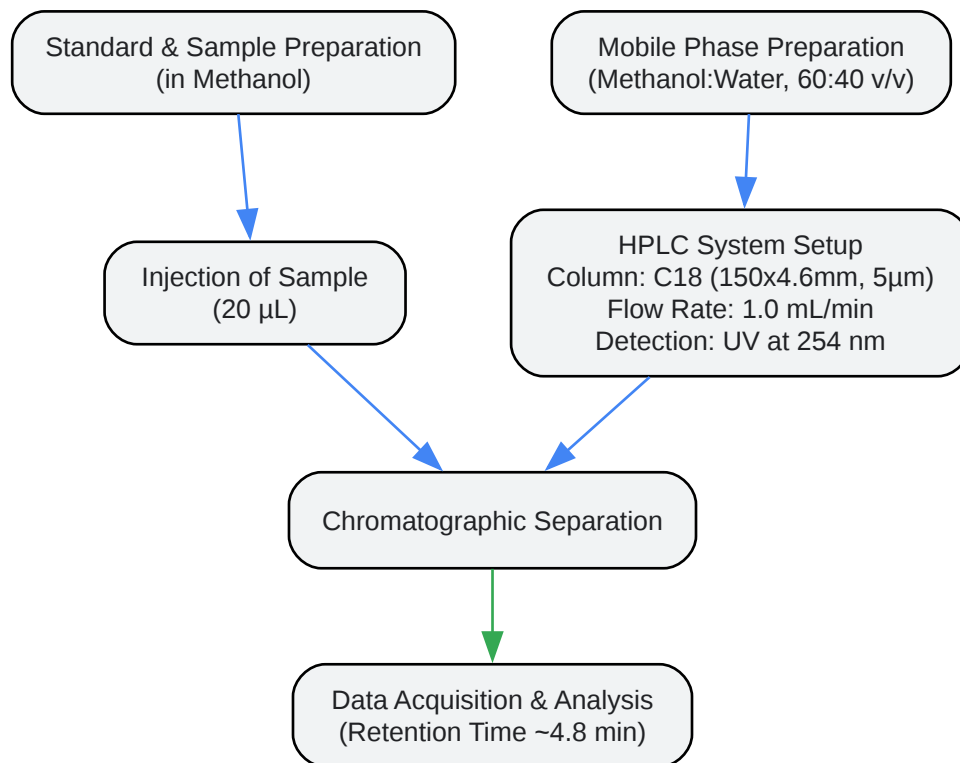 Standard & Sample Preparation
(in Methanol)
Mobile Phase Preparation
(Methanol:Water, 60:40 v/v)
Injection of Sample
(20 µL)
HPLC System Setup
Column: C18 (150x4.6mm, 5µm)
Flow Rate: 1.0 mL/min
Detection: UV at 254 nm
Chromatographic Separation
Data Acquisition & Analysis
(Retention Time ~4.8 min)